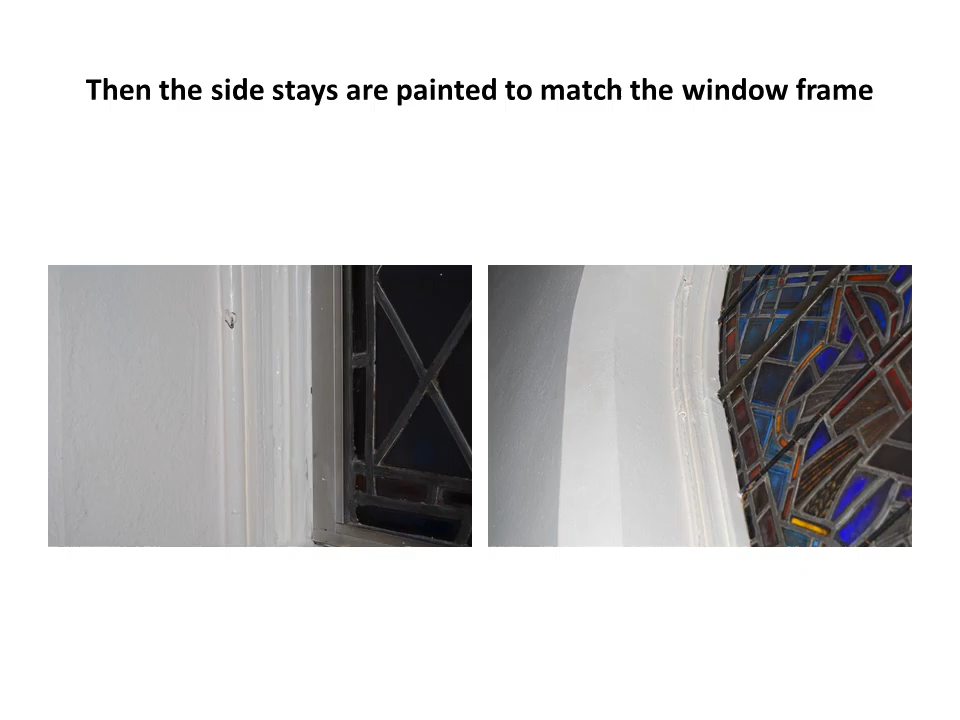 Then the side stays are painted to match the window frame